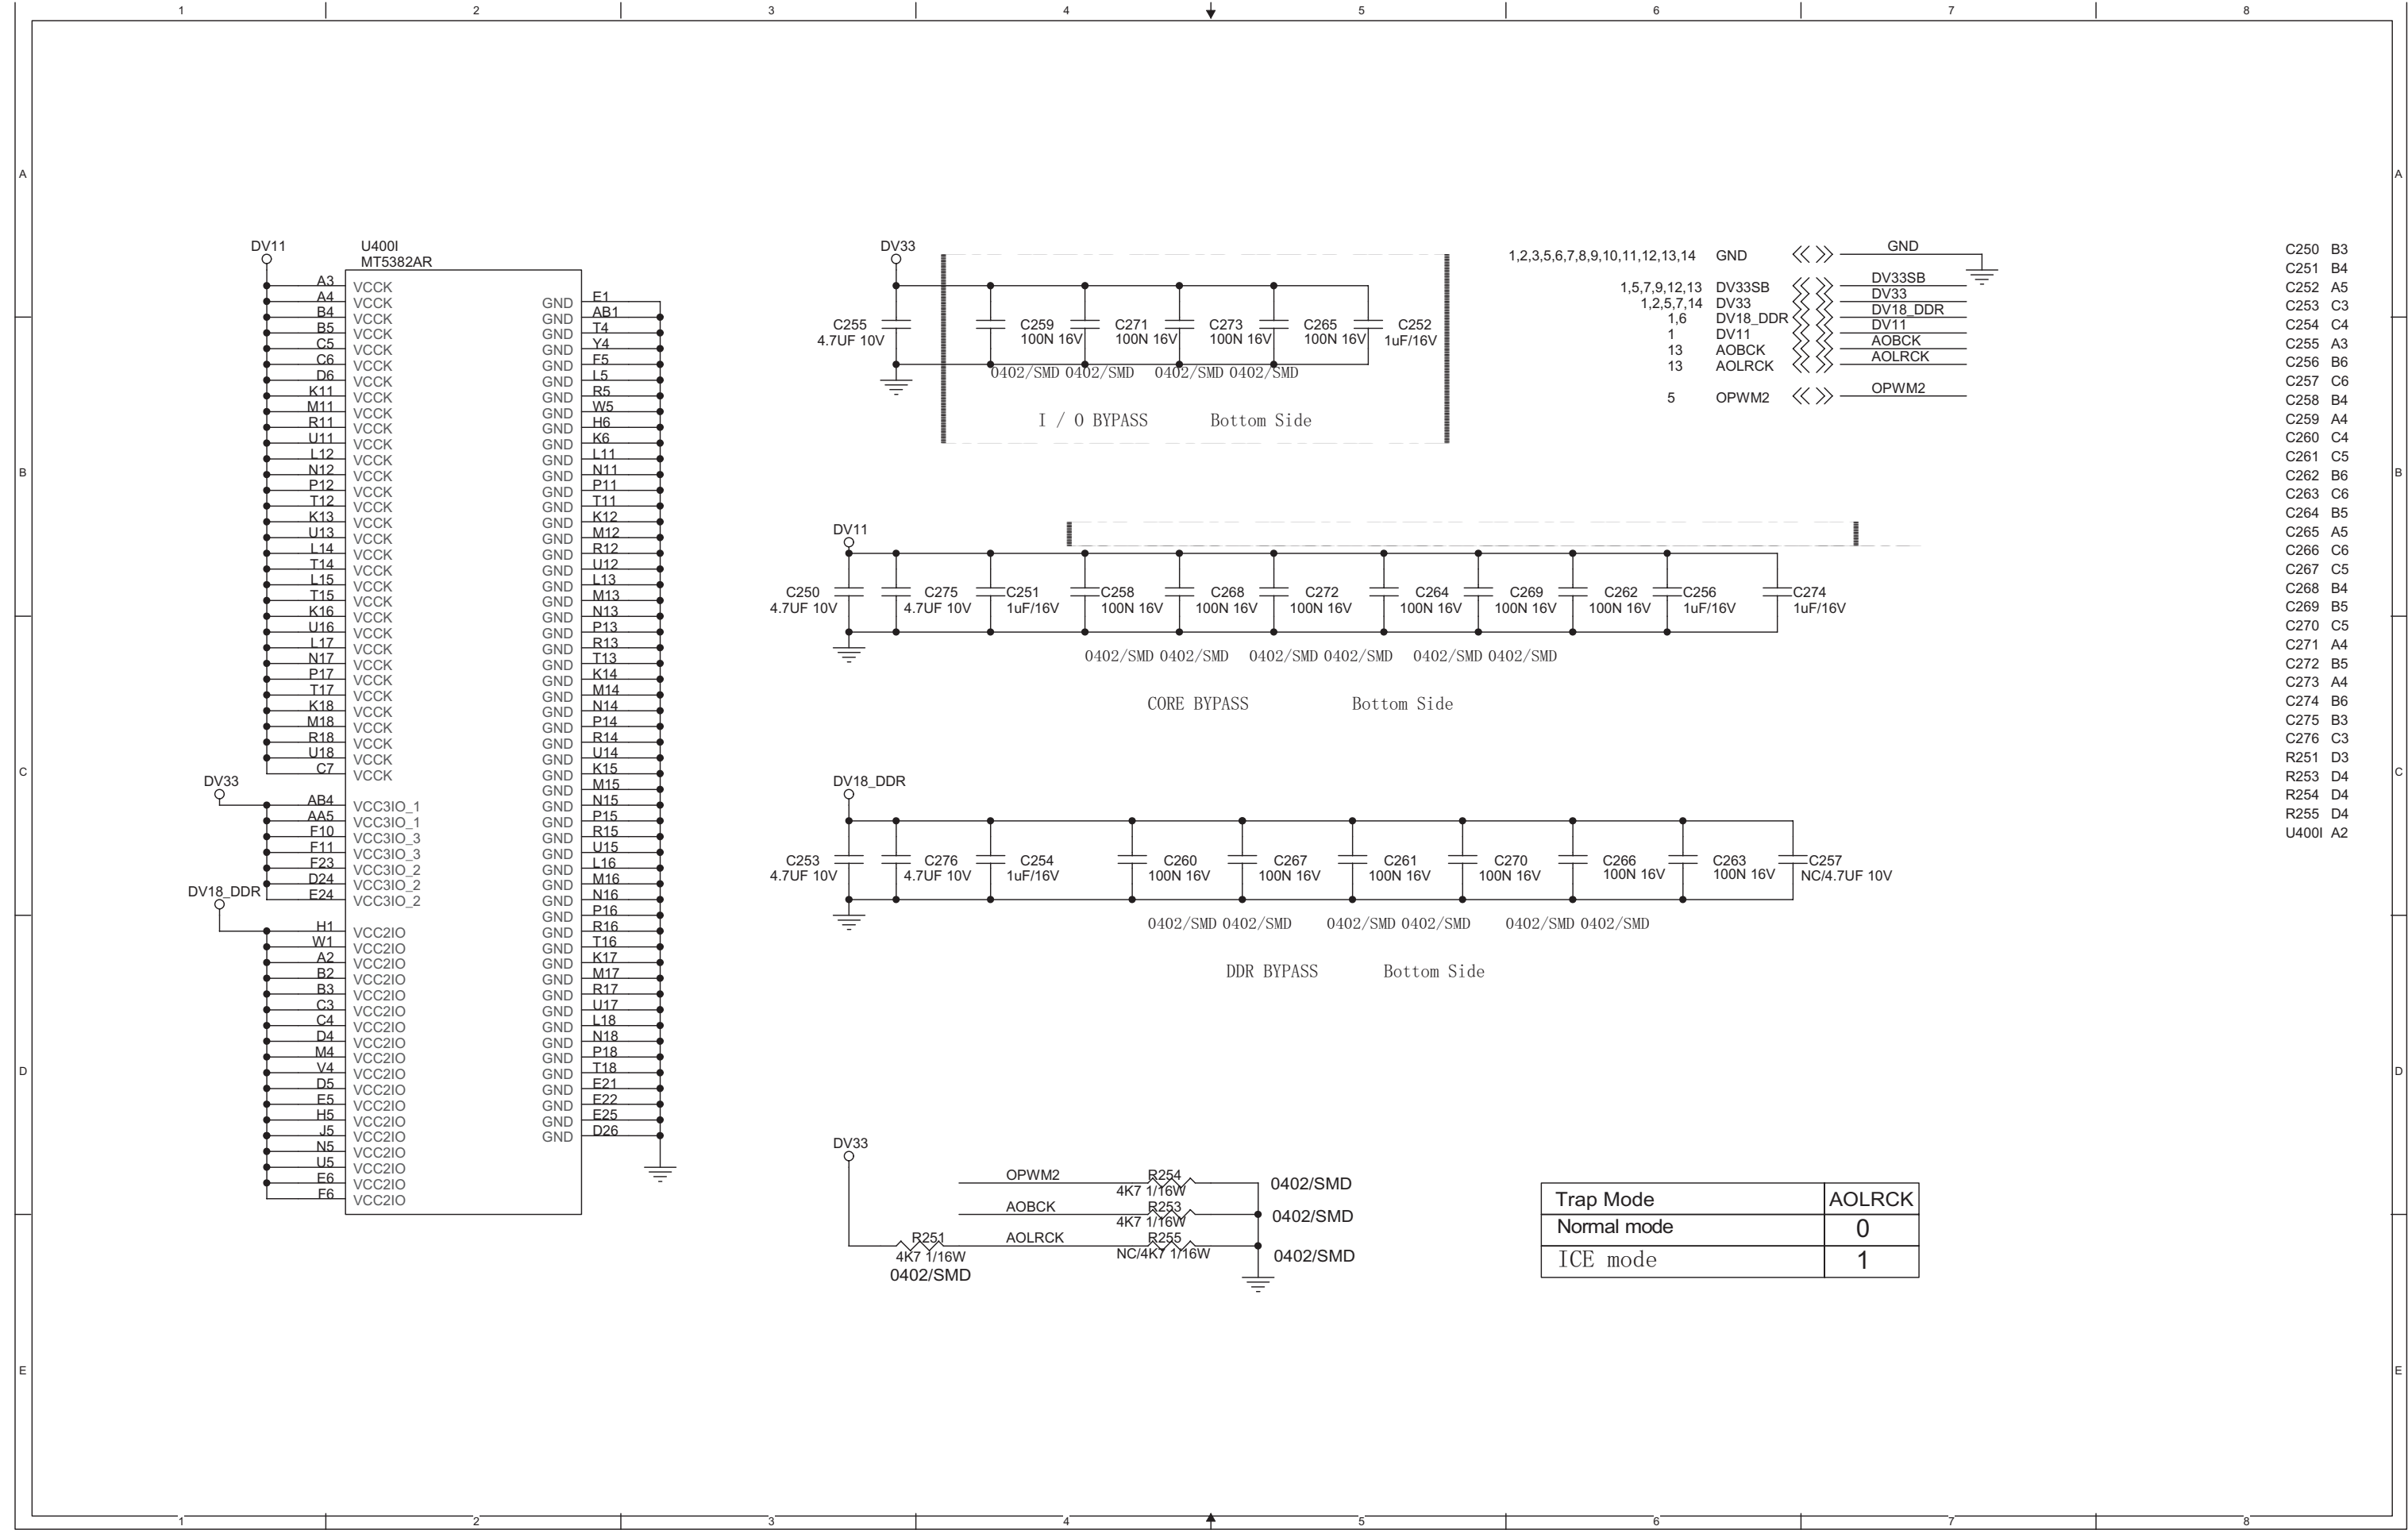 1 2 3 4 5 6 7 8
A A
B B
C C
D D
E E
DV11
U400I
MT5382AR
A3 VCCK
A4 VCCK
B4 VCCK
B5 VCCK
C5 VCCK
C6 VCCK
D6 VCCK
K11 VCCK
M11 VCCK
R11 VCCK
U11 VCCK
L12 VCCK
N12 VCCK
P12 VCCK
T12 VCCK
K13 VCCK
U13 VCCK
L14 VCCK
T14 VCCK
L15 VCCK
T15 VCCK
K16 VCCK
U16 VCCK
L17 VCCK
N17 VCCK
P17 VCCK
T17 VCCK
K18 VCCK
M18 VCCK
R18 VCCK
U18 VCCK
C7 VCCK
DV33
AB4 VCC3IO_1
AA5 VCC3IO_1
F10 VCC3IO_3
F11 VCC3IO_3
F23 VCC3IO_2
D24 VCC3IO_2
E24 VCC3IO_2
DV18_DDR
H1 VCC2IO
W1 VCC2IO
A2 VCC2IO
B2 VCC2IO
B3 VCC2IO
C3 VCC2IO
C4 VCC2IO
D4 VCC2IO
M4 VCC2IO
V4 VCC2IO
D5 VCC2IO
E5 VCC2IO
H5 VCC2IO
J5 VCC2IO
N5 VCC2IO
U5 VCC2IO
E6 VCC2IO
F6 VCC2IO
GND E1
GND AB1
GND T4
GND Y4
GND F5
GND L5
GND R5
GND W5
GND H6
GND K6
GND L11
GND N11
GND P11
GND T11
GND K12
GND M12
GND R12
GND U12
GND L13
GND M13
GND N13
GND P13
GND R13
GND T13
GND K14
GND M14
GND N14
GND P14
GND R14
GND U14
GND K15
GND M15
GND N15
GND P15
GND R15
GND U15
GND L16
GND M16
GND N16
GND P16
GND R16
GND T16
GND K17
GND M17
GND R17
GND U17
GND L18
GND N18
GND P18
GND T18
GND E21
GND E22
GND E25
GND D26
DV33
C255 C259 C271 C273 C265 C252
4.7UF 10V 100N 16V 100N 16V 100N 16V 100N 16V 1uF/16V
0402/SMD 0402/SMD 0402/SMD 0402/SMD
I / O BYPASS Bottom Side
DV11
C250 C275 C251 C258 C268 C272 C264 C269 C262 C256 C274
4.7UF 10V 4.7UF 10V 1uF/16V 100N 16V 100N 16V 100N 16V 100N 16V 100N 16V 100N 16V 1uF/16V 1uF/16V
0402/SMD 0402/SMD 0402/SMD 0402/SMD 0402/SMD 0402/SMD
CORE BYPASS Bottom Side
DV18_DDR
C253 C276 C254 C260 C267 C261 C270 C266 C263 C257
4.7UF 10V 4.7UF 10V 1uF/16V 100N 16V 100N 16V 100N 16V 100N 16V 100N 16V 100N 16V NC/4.7UF 10V
0402/SMD 0402/SMD 0402/SMD 0402/SMD 0402/SMD 0402/SMD
DDR BYPASS Bottom Side
DV33
OPWM2 R254 0402/SMD
4K7 1/16W
AOBCK R253 0402/SMD
4K7 1/16W
R251 AOLRCK R255 0402/SMD
4K7 1/16W NC/4K7 1/16W
0402/SMD
1,2,3,5,6,7,8,9,10,11,12,13,14 GND GND
1,5,7,9,12,13 DV33SB DV33SB
1,2,5,7,14 DV33 DV33
1,6 DV18_DDR DV18_DDR
1 DV11 DV11
13 AOBCK AOBCK
13 AOLRCK AOLRCK
5 OPWM2 OPWM2
Trap Mode AOLRCK
Normal mode 0
ICE mode 1
C250 B3
C251 B4
C252 A5
C253 C3
C254 C4
C255 A3
C256 B6
C257 C6
C258 B4
C259 A4
C260 C4
C261 C5
C262 B6
C263 C6
C264 B5
C265 A5
C266 C6
C267 C5
C268 B4
C269 B5
C270 C5
C271 A4
C272 B5
C273 A4
C274 B6
C275 B3
C276 C3
R251 D3
R253 D4
R254 D4
R255 D4
U400I A2
1 2 3 4 5 6 7 8